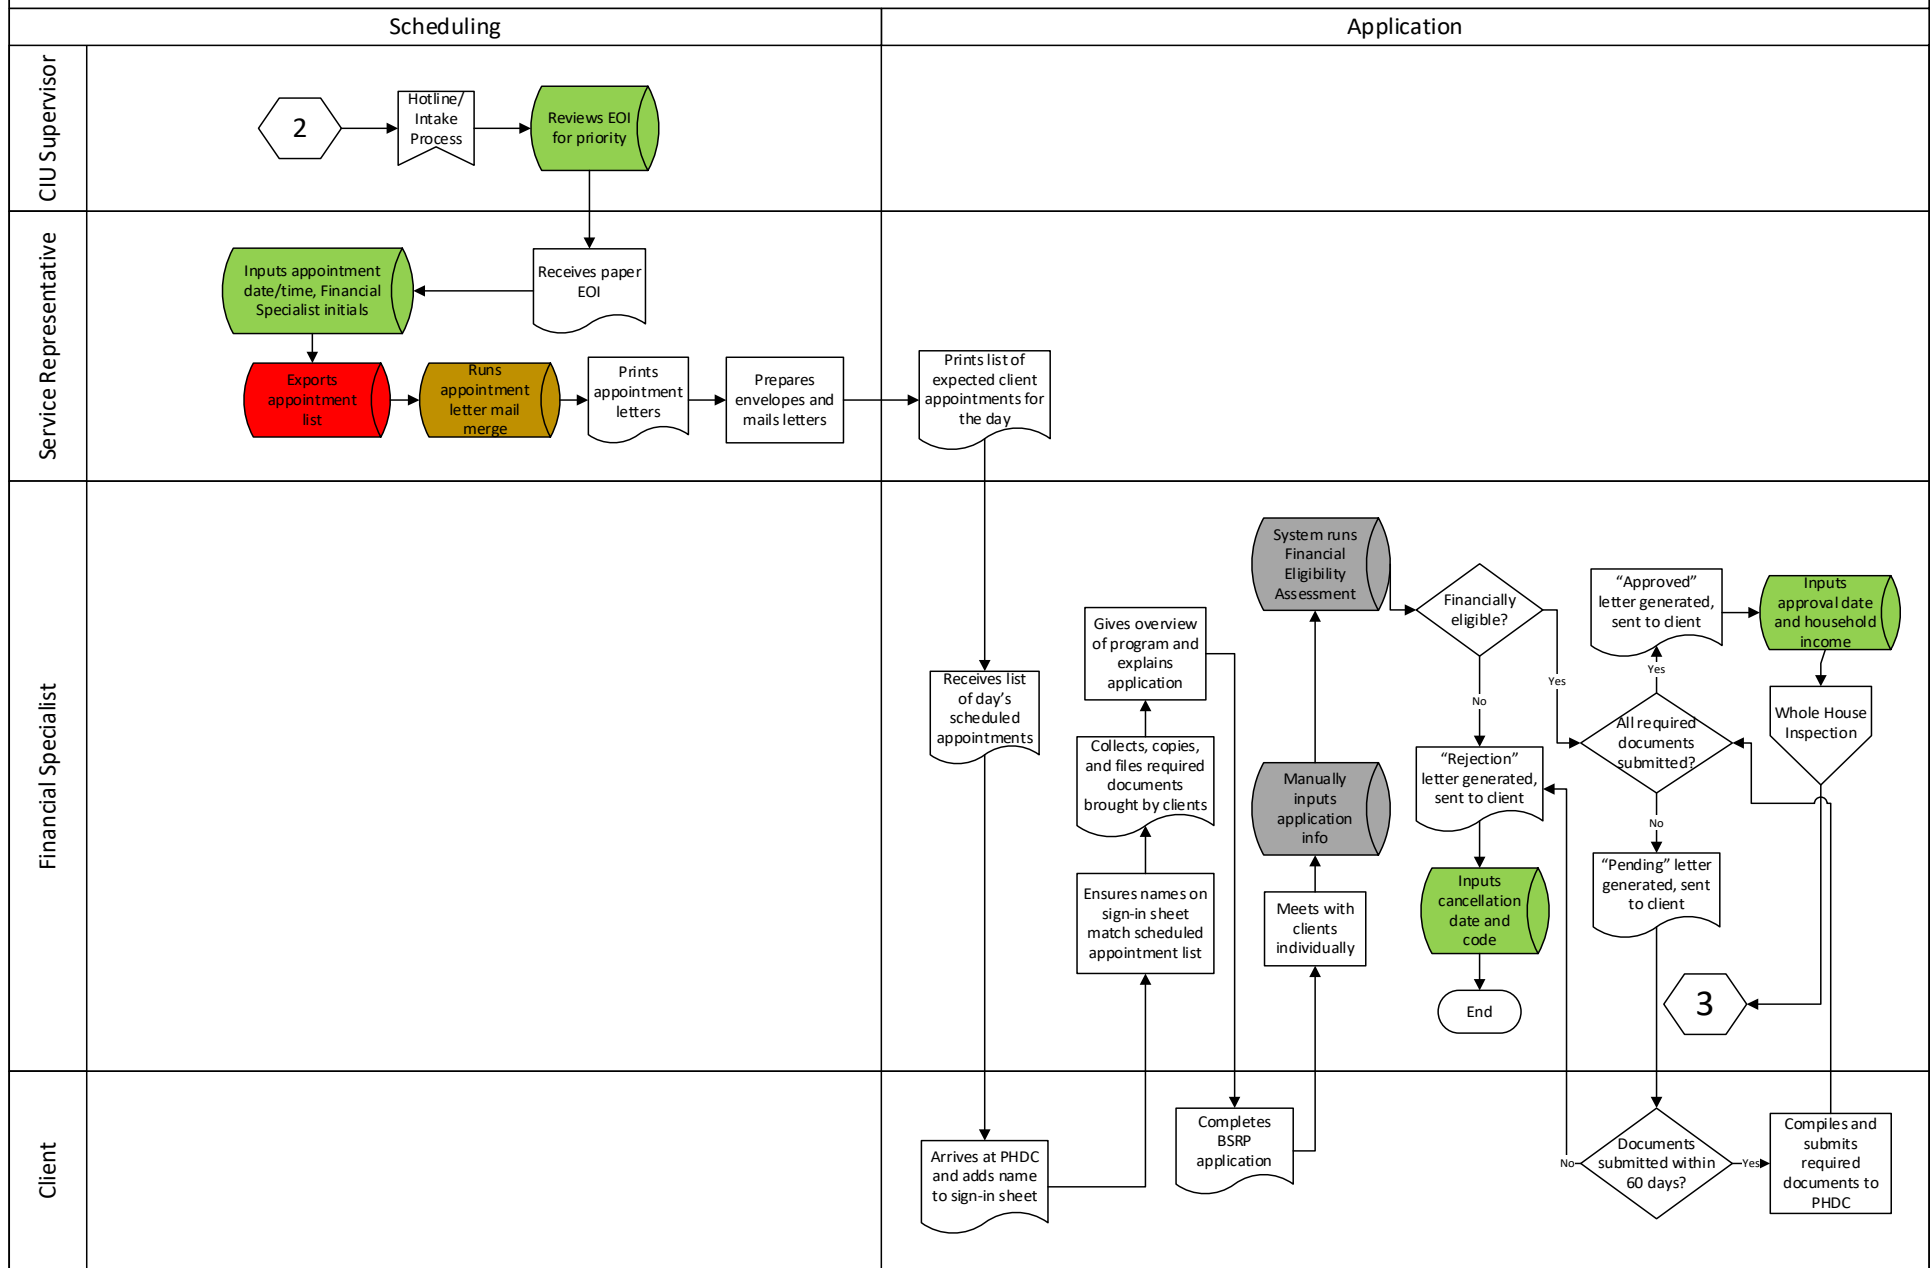 Scheduling
Application
CIU Supervisor
2
Hotline/
Intake
Process
Reviews EOI
for priority
Service Representative
Inputs appointment
date/time, Financial
Specialist initials
Receives paper
EOI
Exports
appointment
list
Runs
appointment
letter mail
merge
Prints
appointment
letters
Prepares
envelopes and
mails letters
Prints list of
expected client
appointments for
the day
Financial Specialist
Receives list
of day's
scheduled
appointments
Gives overview
of program and
explains
application
Collects, copies,
and files required
documents
brought by clients
Ensures names on
sign-in sheet
match scheduled
appointment list
System runs
Financial
Eligibility
Assessment
Manually
inputs
application
info
Meets with
clients
individually
Financially
eligible?
Yes
No
“Rejection”
letter generated,
sent to client
Inputs
cancellation
date and
code
End
“Approved”
letter generated,
sent to client
Yes
All required
documents
submitted?
No
“Pending” letter
generated, sent
to client
Inputs
approval date
and household
income
Whole House
Inspection
3
Client
Arrives at PHDC
and adds name
to sign-in sheet
Completes
BSRP
application
No
Documents
submitted within
60 days?
Yes
Compiles and
submits
required
documents to
PHDC